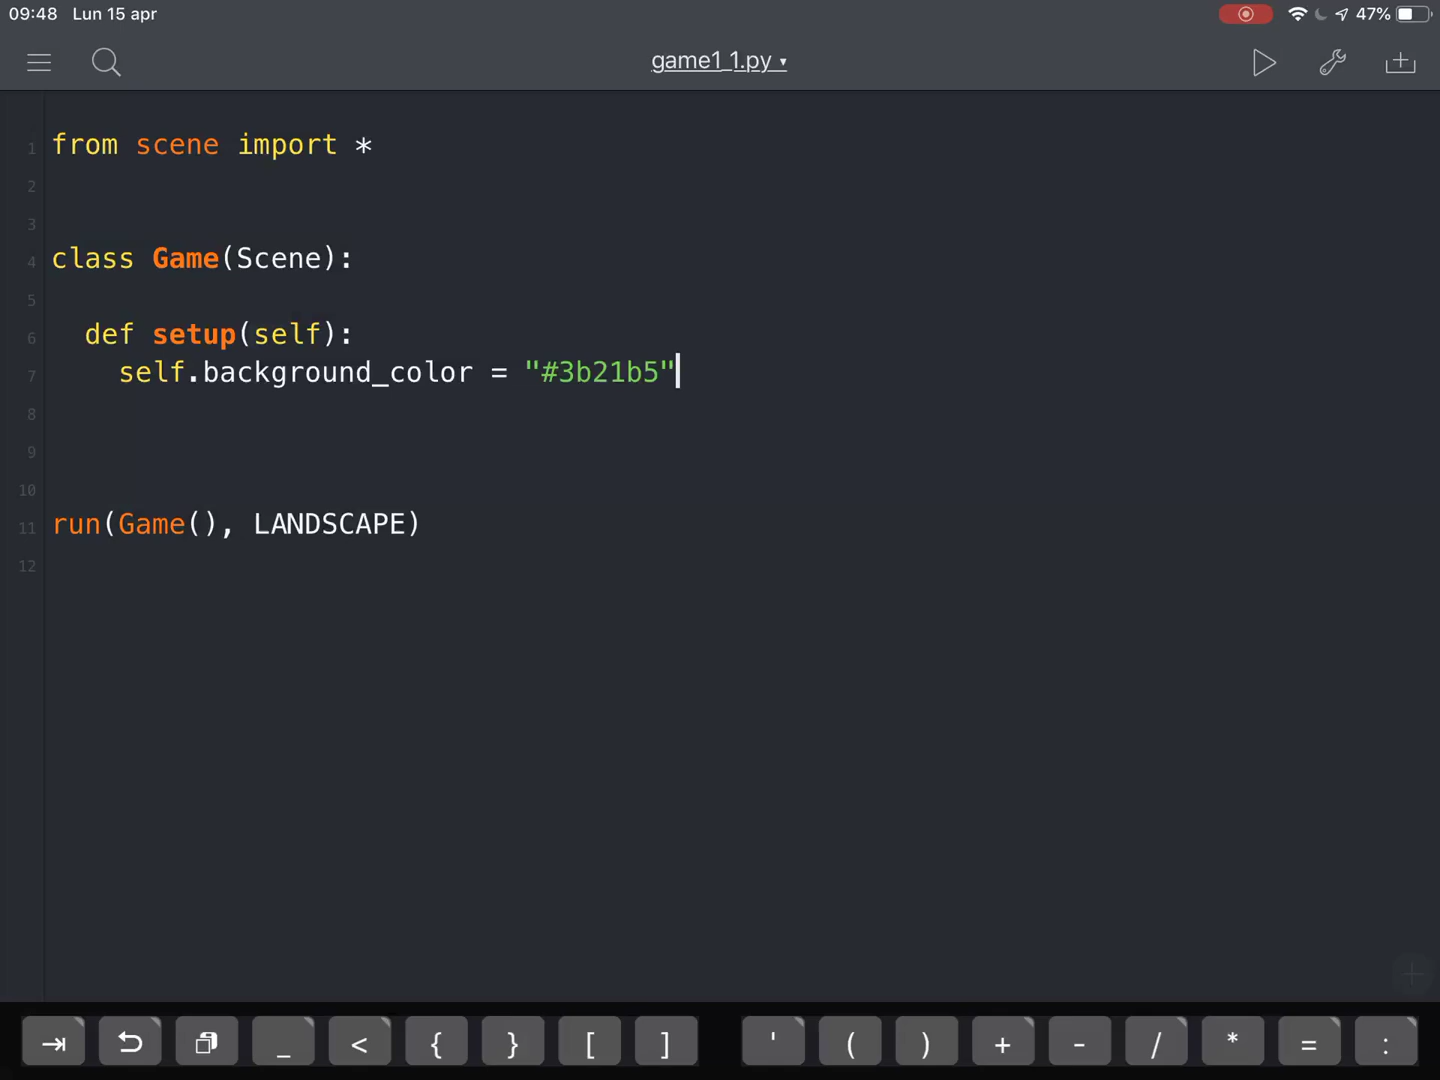 09:48 Lun 15 apr 47%
game1_1.py ▾
1 from scene import *
2
3
4 class Game(Scene):
5
6 def setup(self):
7 self.background_color = "#3b21b5"
8
9
10
11 run(Game(), LANDSCAPE)
12
_ < { } [ ] ' ( ) + - / * = :